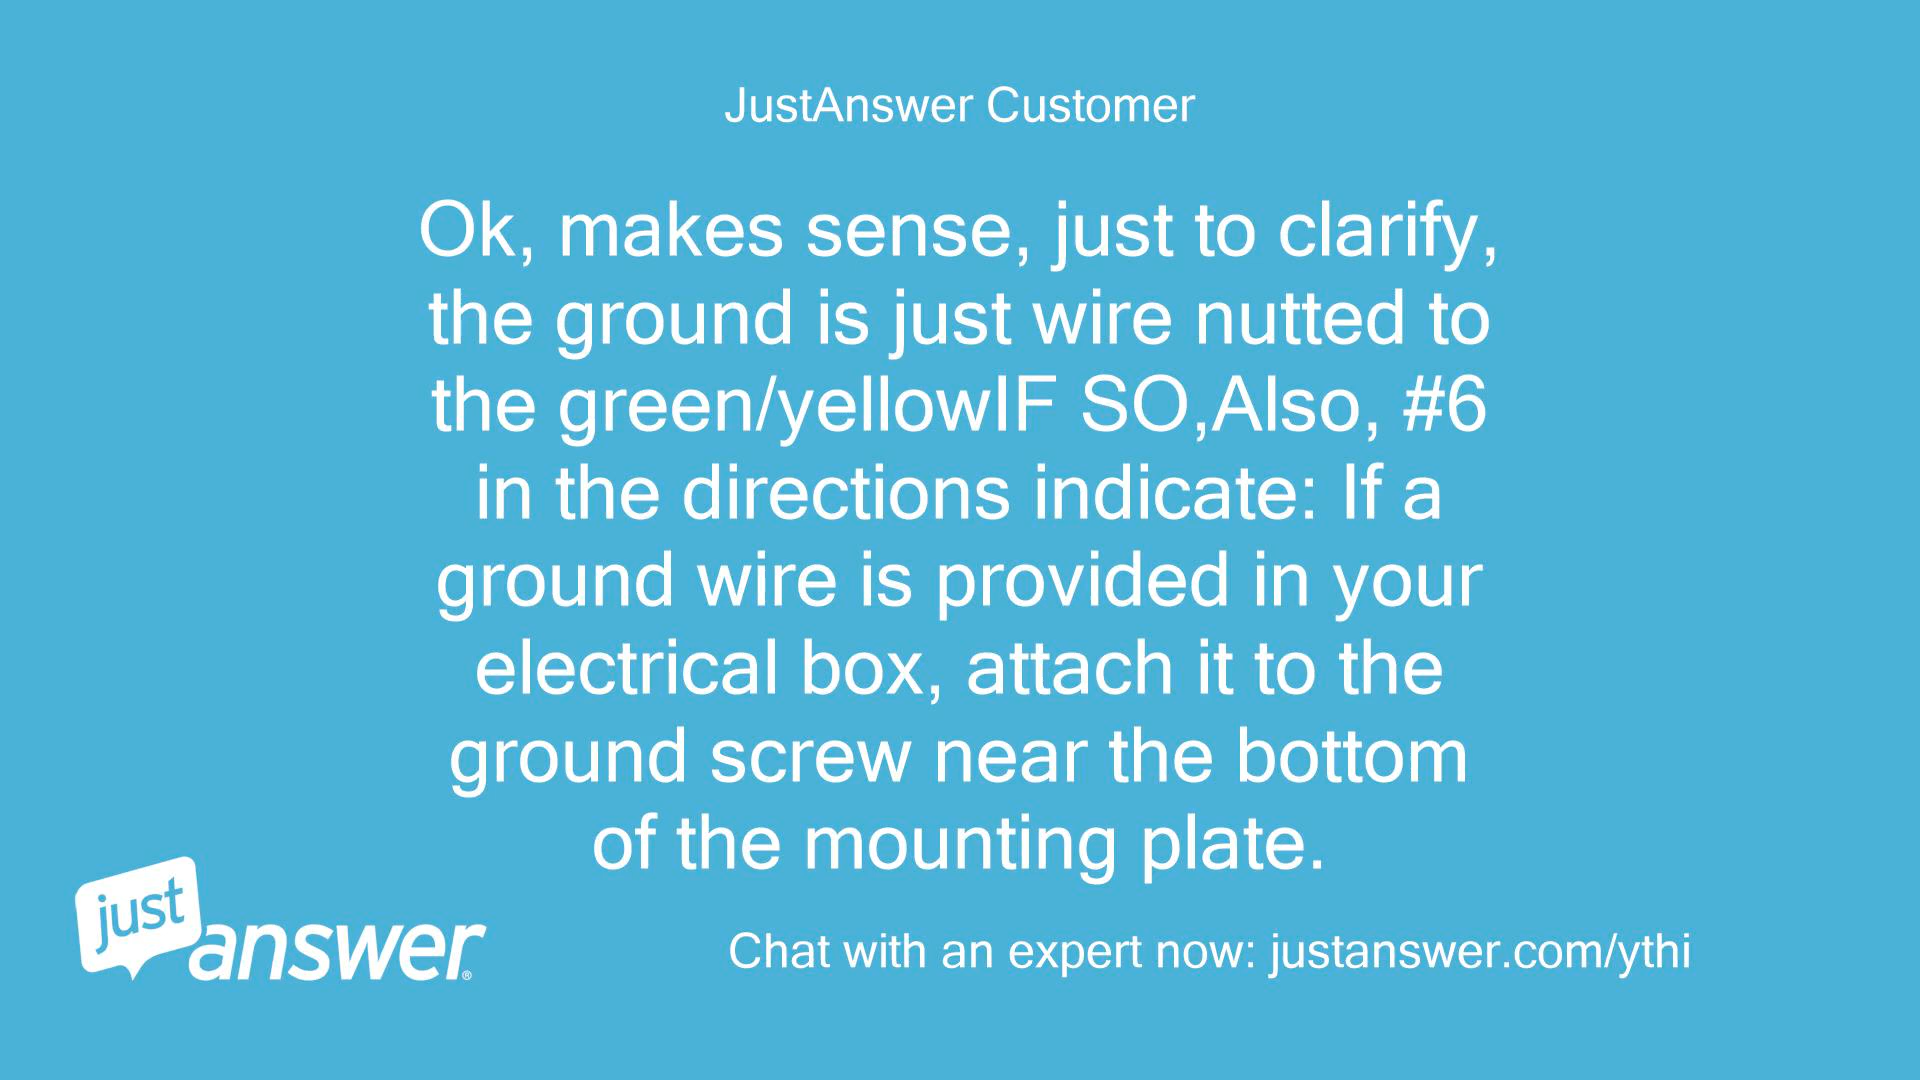 JustAnswer Customer
Ok, makes sense, just to clarify,
the ground is just wire nutted to
the green/yellowIF SO,Also, #6
in the directions indicate: If a
ground wire is provided in your
electrical box, attach it to the
ground screw near the bottom
of the mounting plate.
just
answer®
Chat with an expert now: justanswer.com/ythi